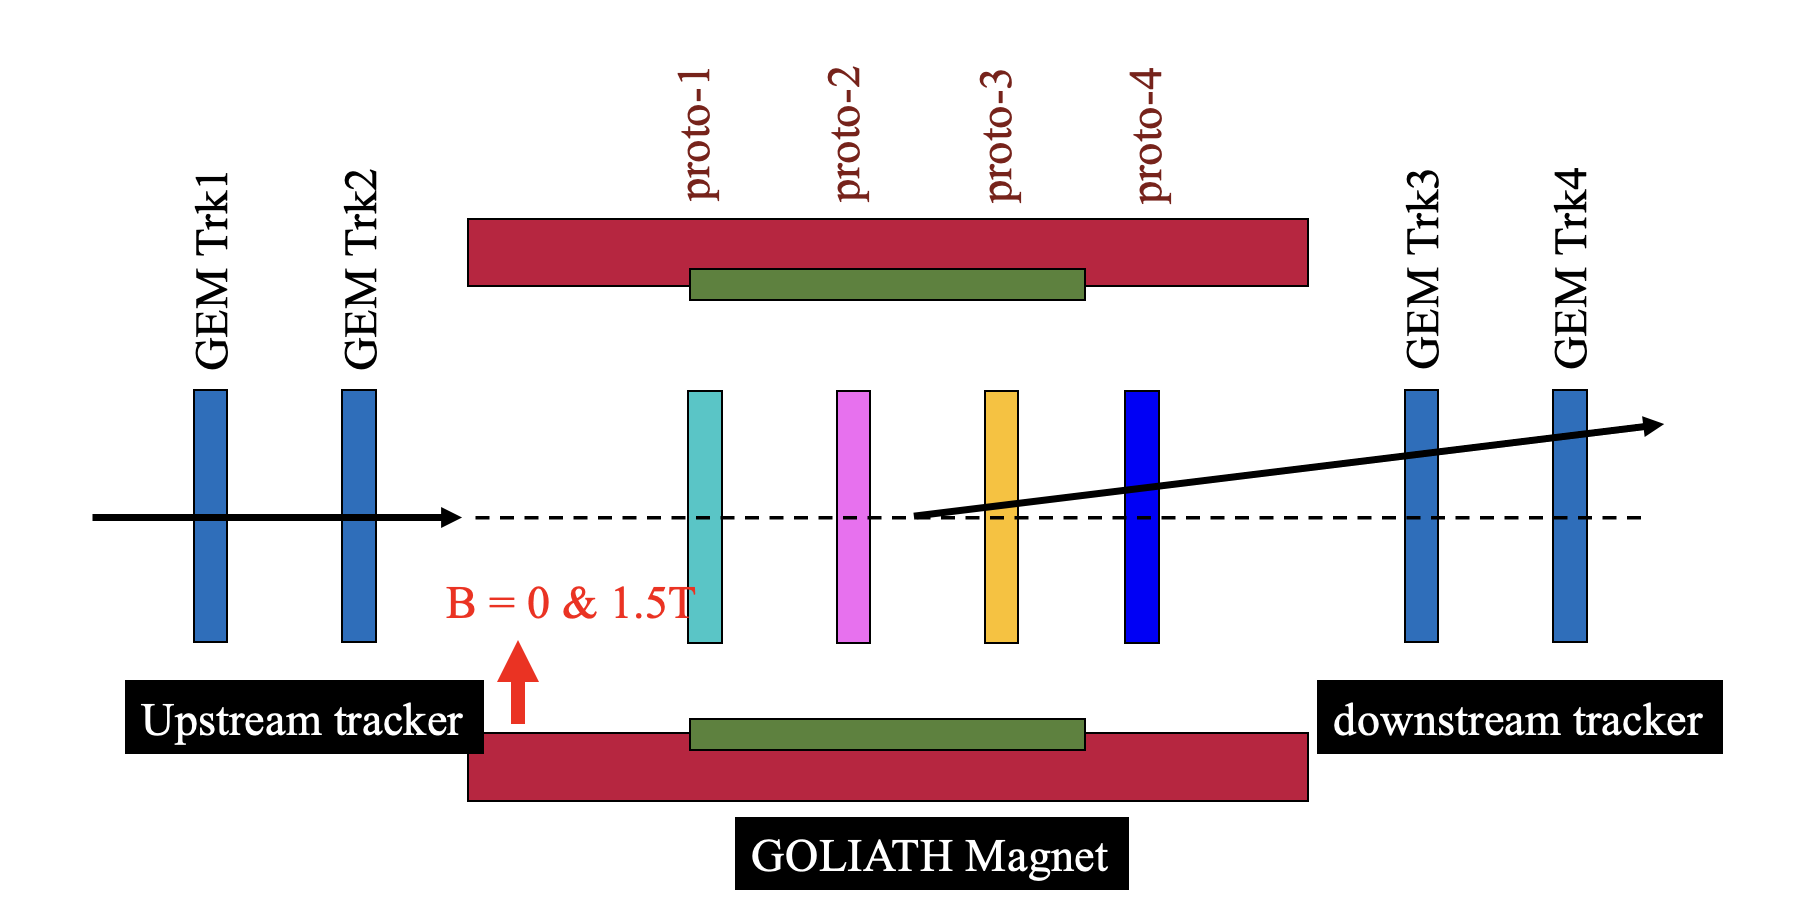 GEM Trk1
GEM Trk2
proto-1
proto-2
proto-3
proto-4
GEM Trk3
GEM Trk4
B = 0 & 1.5T
Upstream tracker
downstream tracker
GOLIATH Magnet